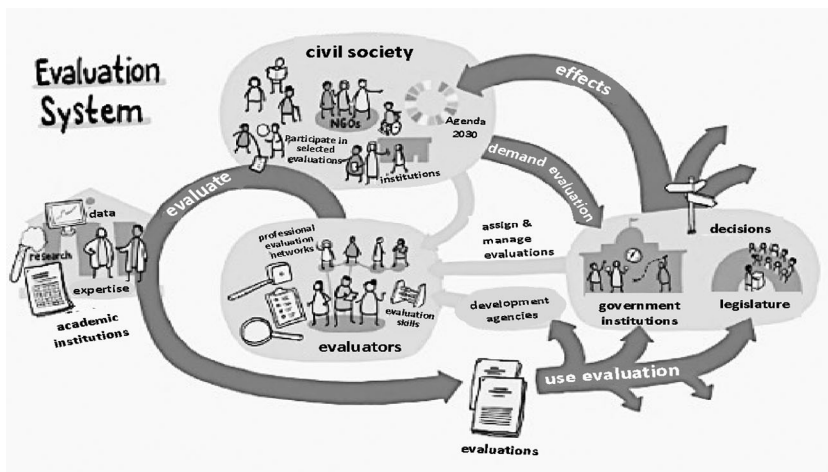 Evaluation
System
civil society
NGOs
Agenda
2030
Participate in
selected
evaluations
institutions
effects
demand evaluation
evaluate
data
research
expertise
academic
institutions
professional
evaluation
networks
evaluation
skills
evaluators
assign &
manage
evaluations
development
agencies
decisions
government
institutions
legislature
use evaluation
evaluations